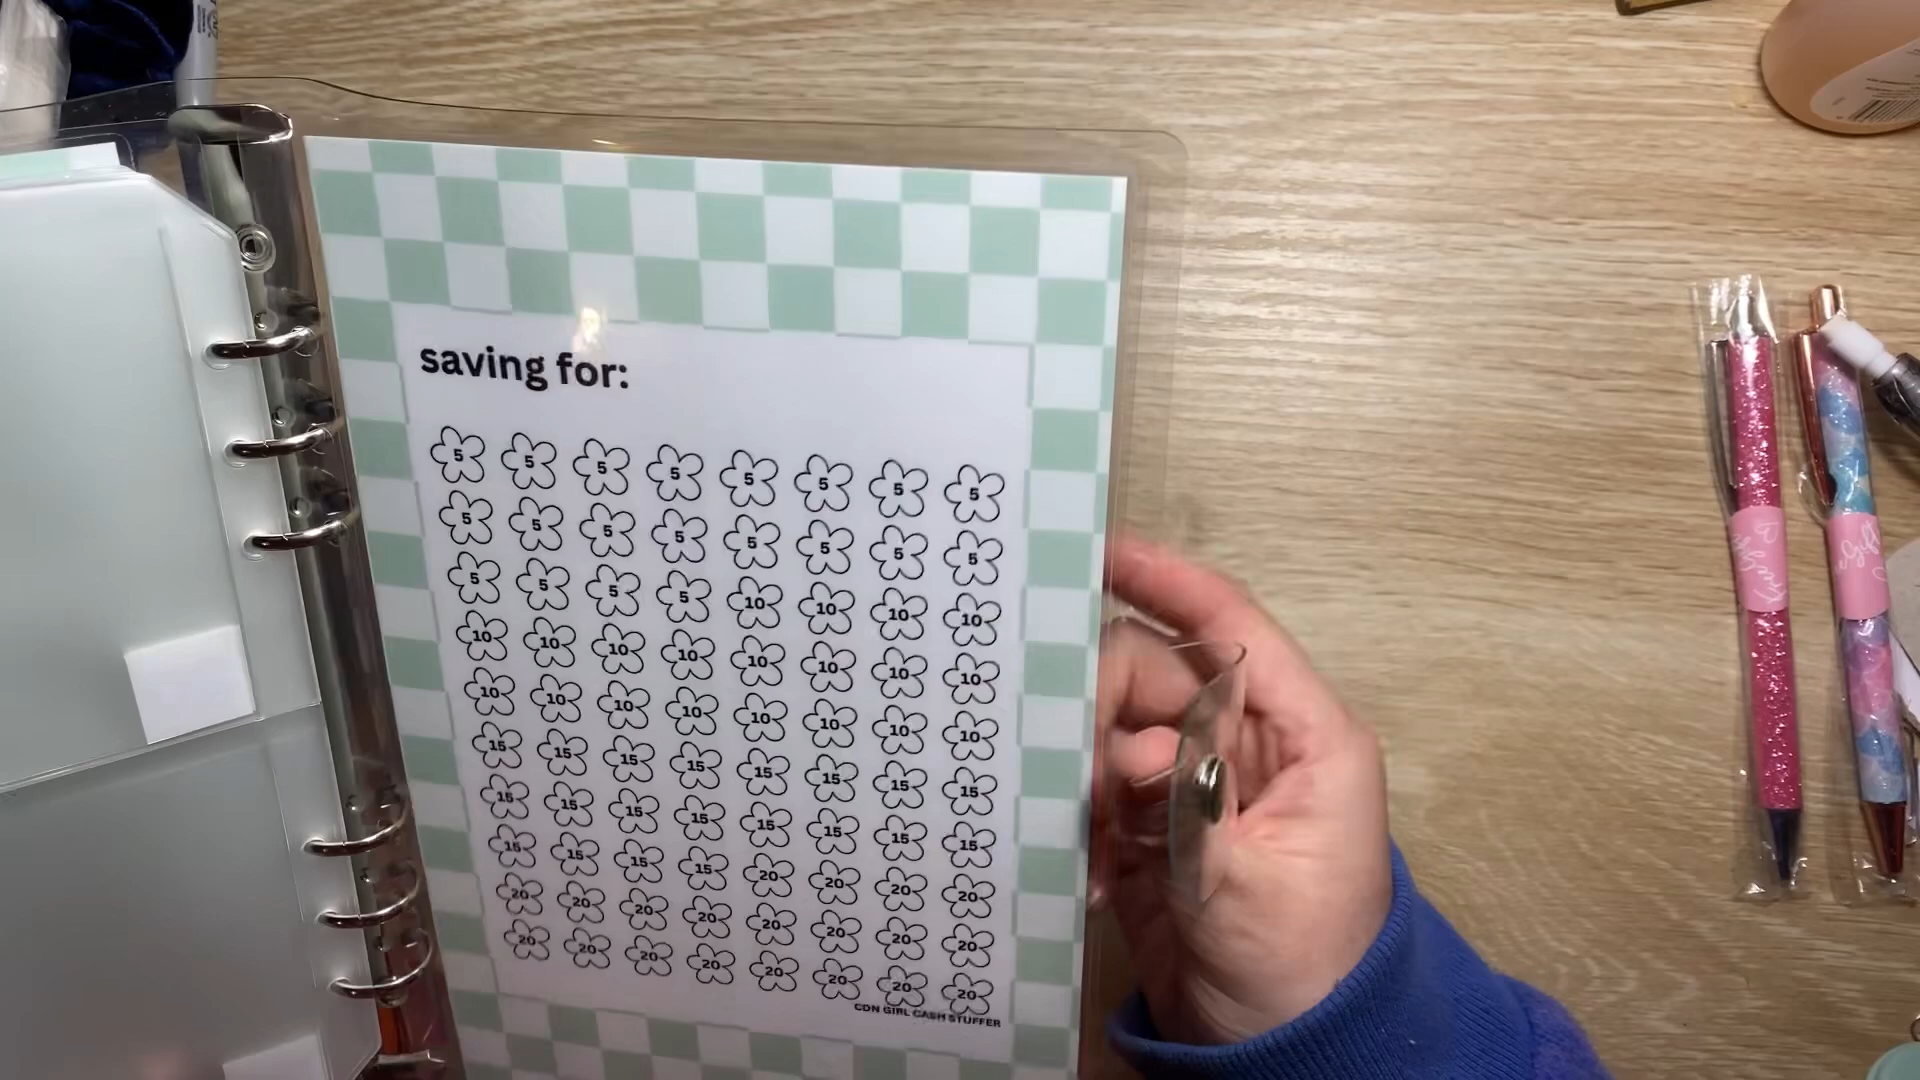 saving for:
5 5 5 5 5 5 5 5
5 5 5 5 5 5 5 5
5 5 5 5 10 10 10 10
10 10 10 10 10 10 10 10
10 10 10 10 10 10 10 10
15 15 15 15 15 15 15 15
15 15 15 15 15 15 15 15
15 15 15 15 20 20 20 20
20 20 20 20 20 20 20 20
20 20 20 20 20 20 20 20
CDN GIRL CASH STUFFER